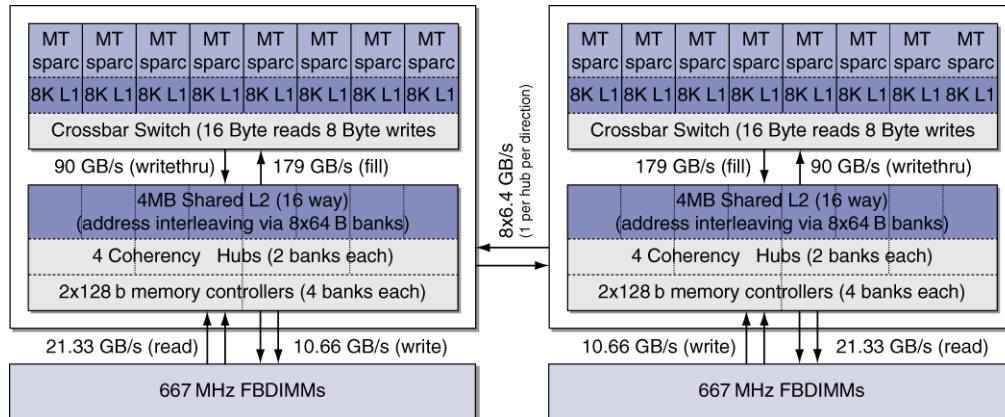 MT MT MT MT MT MT MT MT
sparc sparc sparc sparc sparc sparc sparc sparc
8K L1 8K L1 8K L1 8K L1 8K L1 8K L1 8K L1 8K L1
Crossbar Switch (16 Byte reads 8 Byte writes
90 GB/s (writethru)
179 GB/s (fill)
4MB Shared L2 (16 way)
(address interleaving via 8x64 B banks)
4 Coherency Hubs (2 banks each)
2x128 b memory controllers (4 banks each)
21.33 GB/s (read)
10.66 GB/s (write)
667 MHz FBDIMMs
8x6.4 GB/s
(1 per hub per direction)
MT MT MT MT MT MT MT MT
sparc sparc sparc sparc sparc sparc sparc sparc
8K L1 8K L1 8K L1 8K L1 8K L1 8K L1 8K L1 8K L1
Crossbar Switch (16 Byte reads 8 Byte writes
179 GB/s (fill)
90 GB/s (writethru)
4MB Shared L2 (16 way)
(address interleaving via 8x64 B banks)
4 Coherency Hubs (2 banks each)
2x128 b memory controllers (4 banks each)
10.66 GB/s (write)
21.33 GB/s (read)
667 MHz FBDIMMs